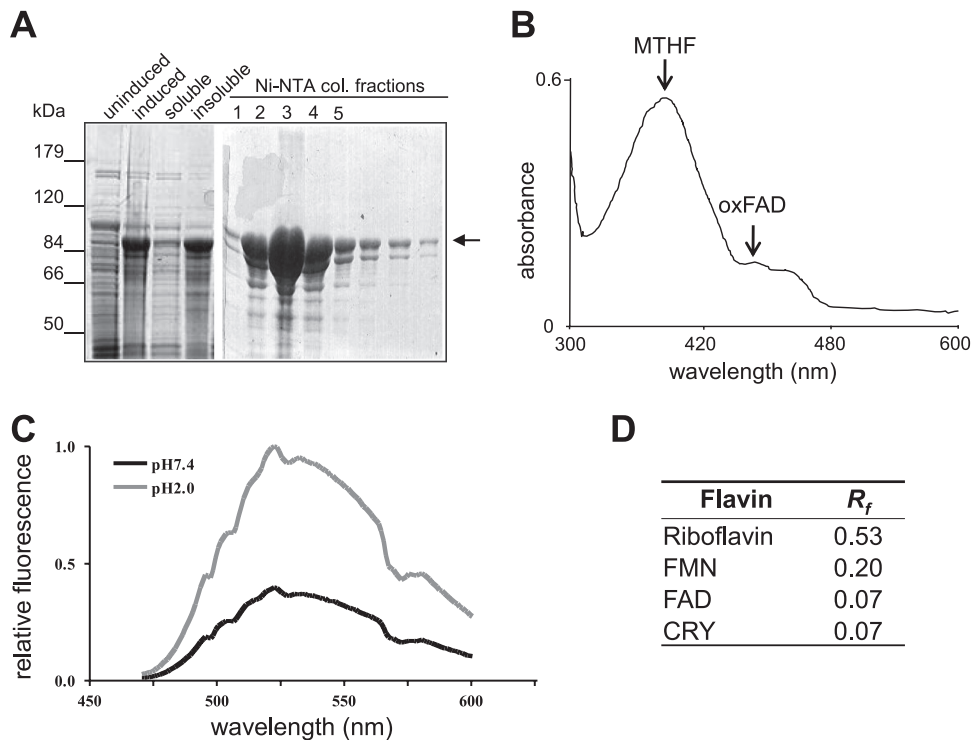 A
uninduced
induced
soluble
insoluble
Ni-NTA col. fractions
kDa
1 2 3 4 5
179
120
84
66
50
B
MTHF
0.6
oxFAD
absorbance
0
300 420 480 600
wavelength (nm)
C
1.0
pH7.4
pH2.0
relative fluorescence
0.5
0.0
450 500 550 600
wavelength (nm)
D
Flavin Rf
Riboflavin 0.53
FMN 0.20
FAD 0.07
CRY 0.07